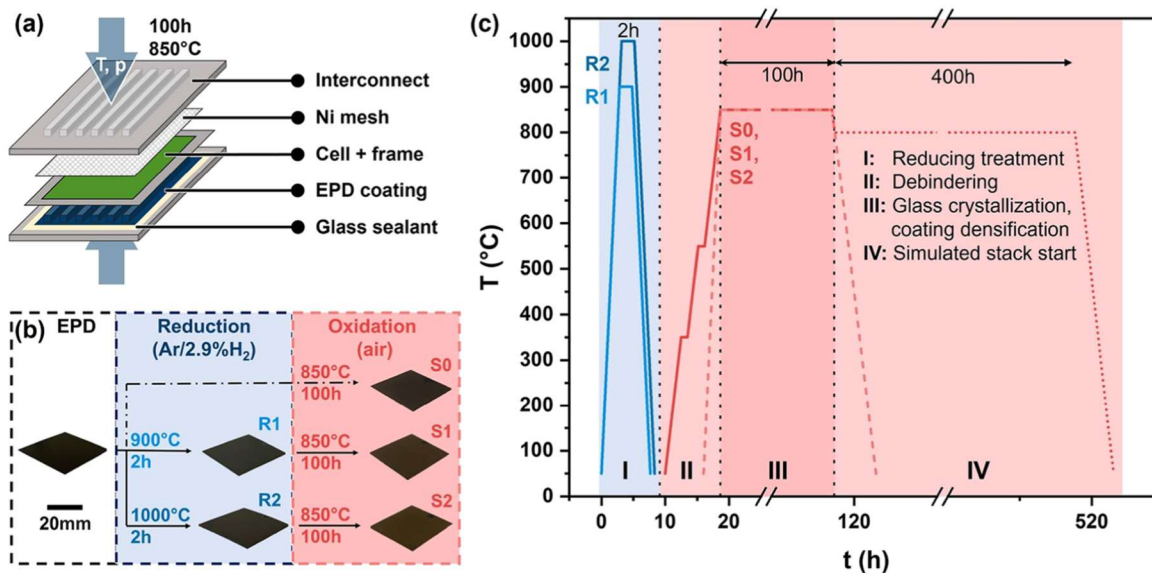 (a)
100h
850°C
T, p
Interconnect
Ni mesh
Cell + frame
EPD coating
Glass sealant
(b)
EPD
Reduction
(Ar/2.9%H₂)
Oxidation
(air)
850°C
100h
S0
900°C
2h
R1
850°C
100h
S1
1000°C
2h
R2
850°C
100h
S2
20mm
(c)
T (°C)
1000
900
800
700
600
500
400
300
200
100
0
2h
R2
R1
100h
400h
S0,
S1,
S2
I: Reducing treatment
II: Debindering
III: Glass crystallization,
coating densification
IV: Simulated stack start
I
II
III
IV
0
10
20
120
520
t (h)